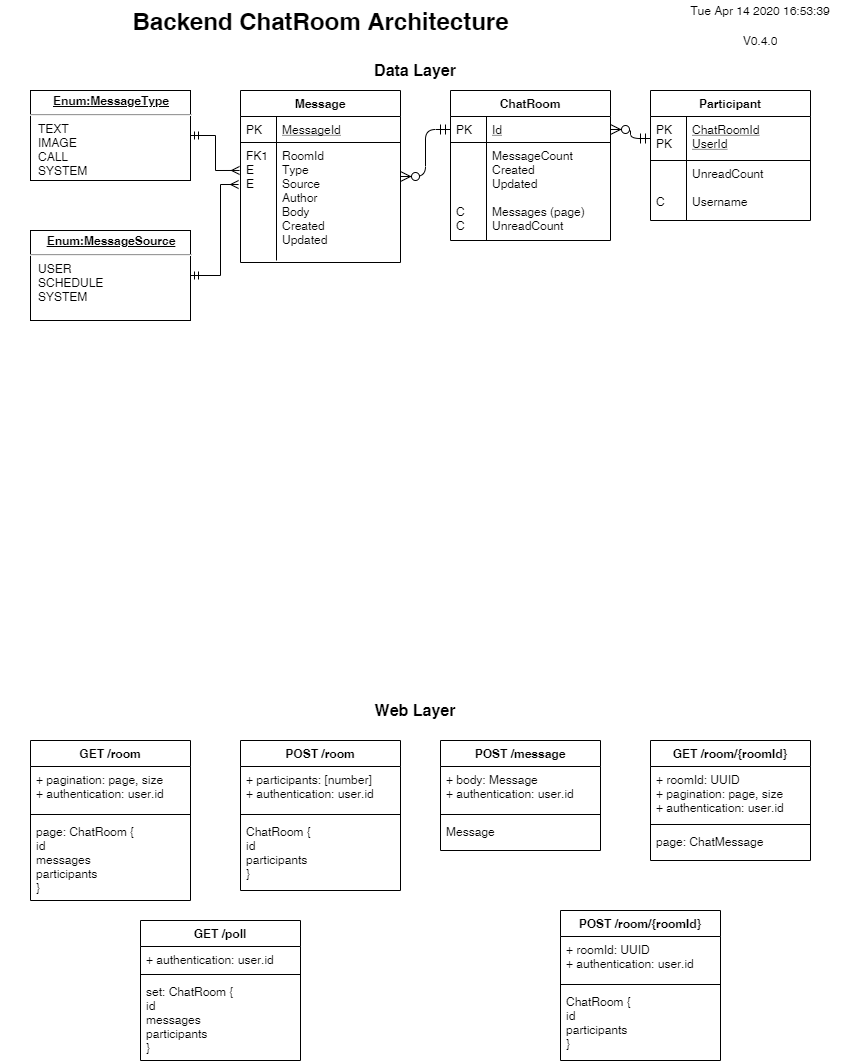 Backend ChatRoom Architecture
Tue Apr 14 2020 16:53:39
V0.4.0
Data Layer
Enum:MessageType
TEXT
IMAGE
CALL
SYSTEM
Enum:MessageSource
USER
SCHEDULE
SYSTEM
Message
PK MessageId
FK1 RoomId
E Type
E Source
Author
Body
Created
Updated
ChatRoom
PK Id
MessageCount
Created
Updated
C Messages (page)
C UnreadCount
Participant
PK ChatRoomId
PK UserId
UnreadCount
C Username
Web Layer
GET /room
+ pagination: page, size
+ authentication: user.id
page: ChatRoom {
id
messages
participants
}
POST /room
+ participants: [number]
+ authentication: user.id
ChatRoom {
id
participants
}
POST /message
+ body: Message
+ authentication: user.id
Message
GET /room/{roomId}
+ roomId: UUID
+ pagination: page, size
+ authentication: user.id
page: ChatMessage
GET /poll
+ authentication: user.id
set: ChatRoom {
id
messages
participants
}
POST /room/{roomId}
+ roomId: UUID
+ authentication: user.id
ChatRoom {
id
participants
}